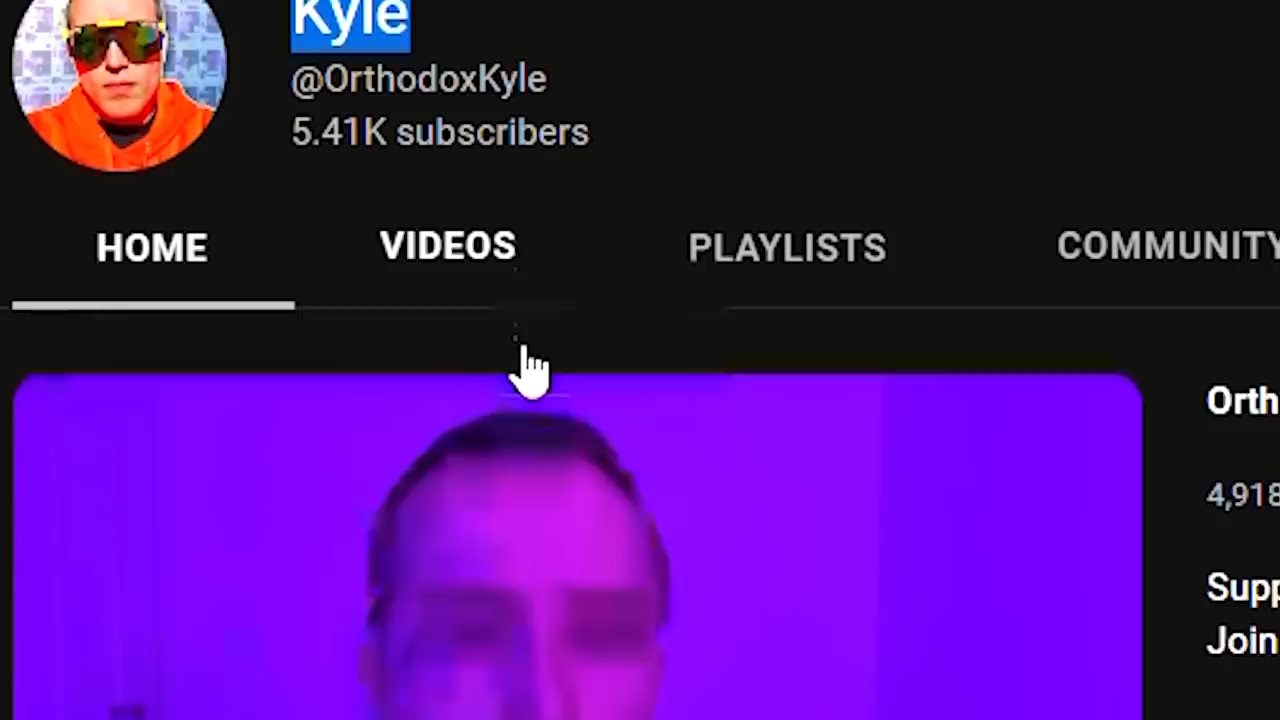 Kyle
@OrthodoxKyle
5.41K subscribers
HOME VIDEOS PLAYLISTS COMMUNITY
Orth
4,918
Supp
Join